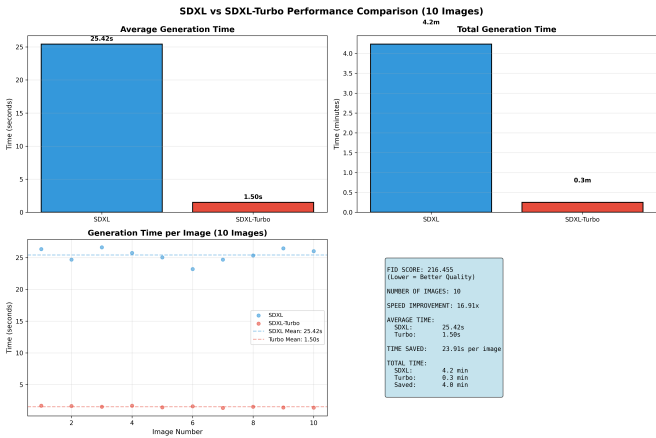 SDXL vs SDXL-Turbo Performance Comparison (10 Images)
Average Generation Time
25.42s
Time (seconds)
25
20
15
10
5
0
1.50s
SDXL
SDXL-Turbo
4.2m
Total Generation Time
Time (minutes)
4.0
3.5
3.0
2.5
2.0
1.5
1.0
0.5
0.0
0.3m
SDXL
SDXL-Turbo
Generation Time per Image (10 Images)
Time (seconds)
25
20
15
10
5
SDXL
SDXL-Turbo
SDXL Mean: 25.42s
Turbo Mean: 1.50s
2
4
6
8
10
Image Number
FID SCORE: 216.455
(Lower = Better Quality)
NUMBER OF IMAGES: 10
SPEED IMPROVEMENT: 16.91x
AVERAGE TIME:
SDXL: 25.42s
Turbo: 1.50s
TIME SAVED: 23.91s per image
TOTAL TIME:
SDXL: 4.2 min
Turbo: 0.3 min
Saved: 4.0 min